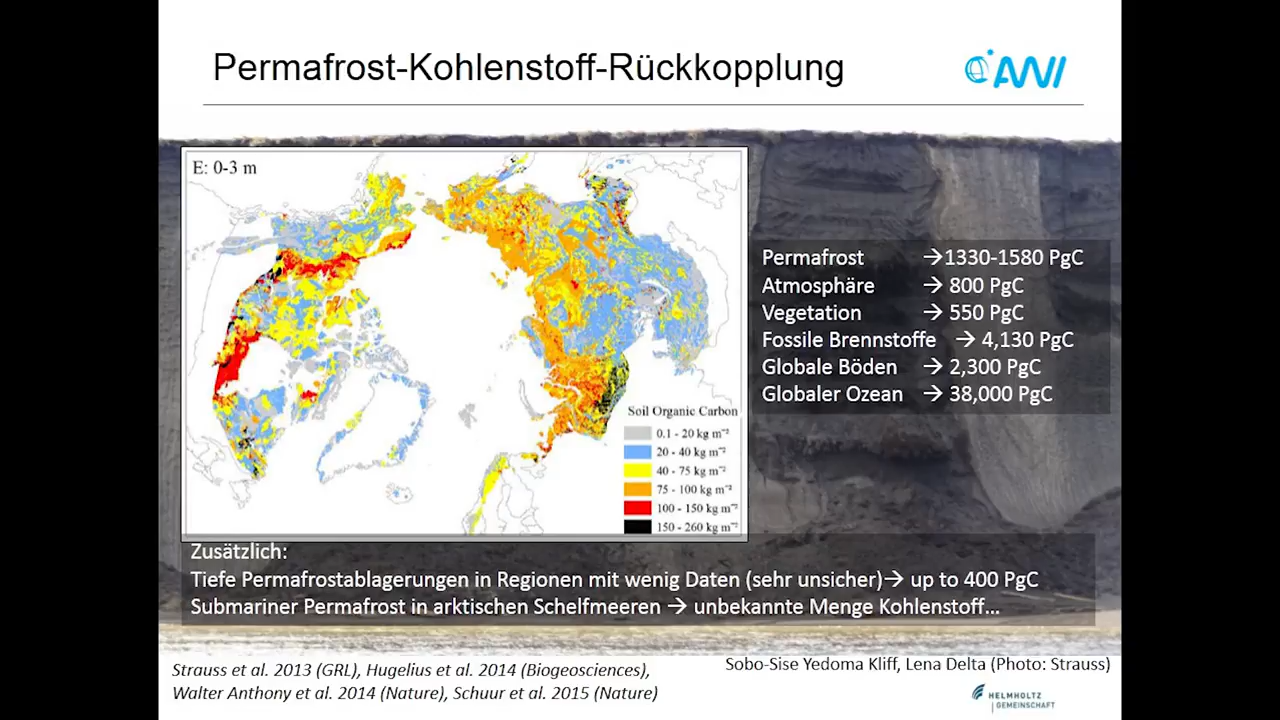 Permafrost-Kohlenstoff-Rückkopplung
AWI
E: 0-3 m
Soil Organic Carbon
0.1 - 20 kg m⁻²
20 - 40 kg m⁻²
40 - 75 kg m⁻²
75 - 100 kg m⁻²
100 - 150 kg m⁻²
150 - 260 kg m⁻²
Permafrost →1330-1580 PgC
Atmosphäre → 800 PgC
Vegetation → 550 PgC
Fossile Brennstoffe → 4,130 PgC
Globale Böden → 2,300 PgC
Globaler Ozean → 38,000 PgC
Zusätzlich:
Tiefe Permafrostablagerungen in Regionen mit wenig Daten (sehr unsicher)→ up to 400 PgC
Submariner Permafrost in arktischen Schelfmeeren → unbekannte Menge Kohlenstoff...
Strauss et al. 2013 (GRL), Hugelius et al. 2014 (Biogeosciences),
Walter Anthony et al. 2014 (Nature), Schuur et al. 2015 (Nature)
Sobo-Sise Yedoma Kliff, Lena Delta (Photo: Strauss)
HELMHOLTZ
GEMEINSCHAFT